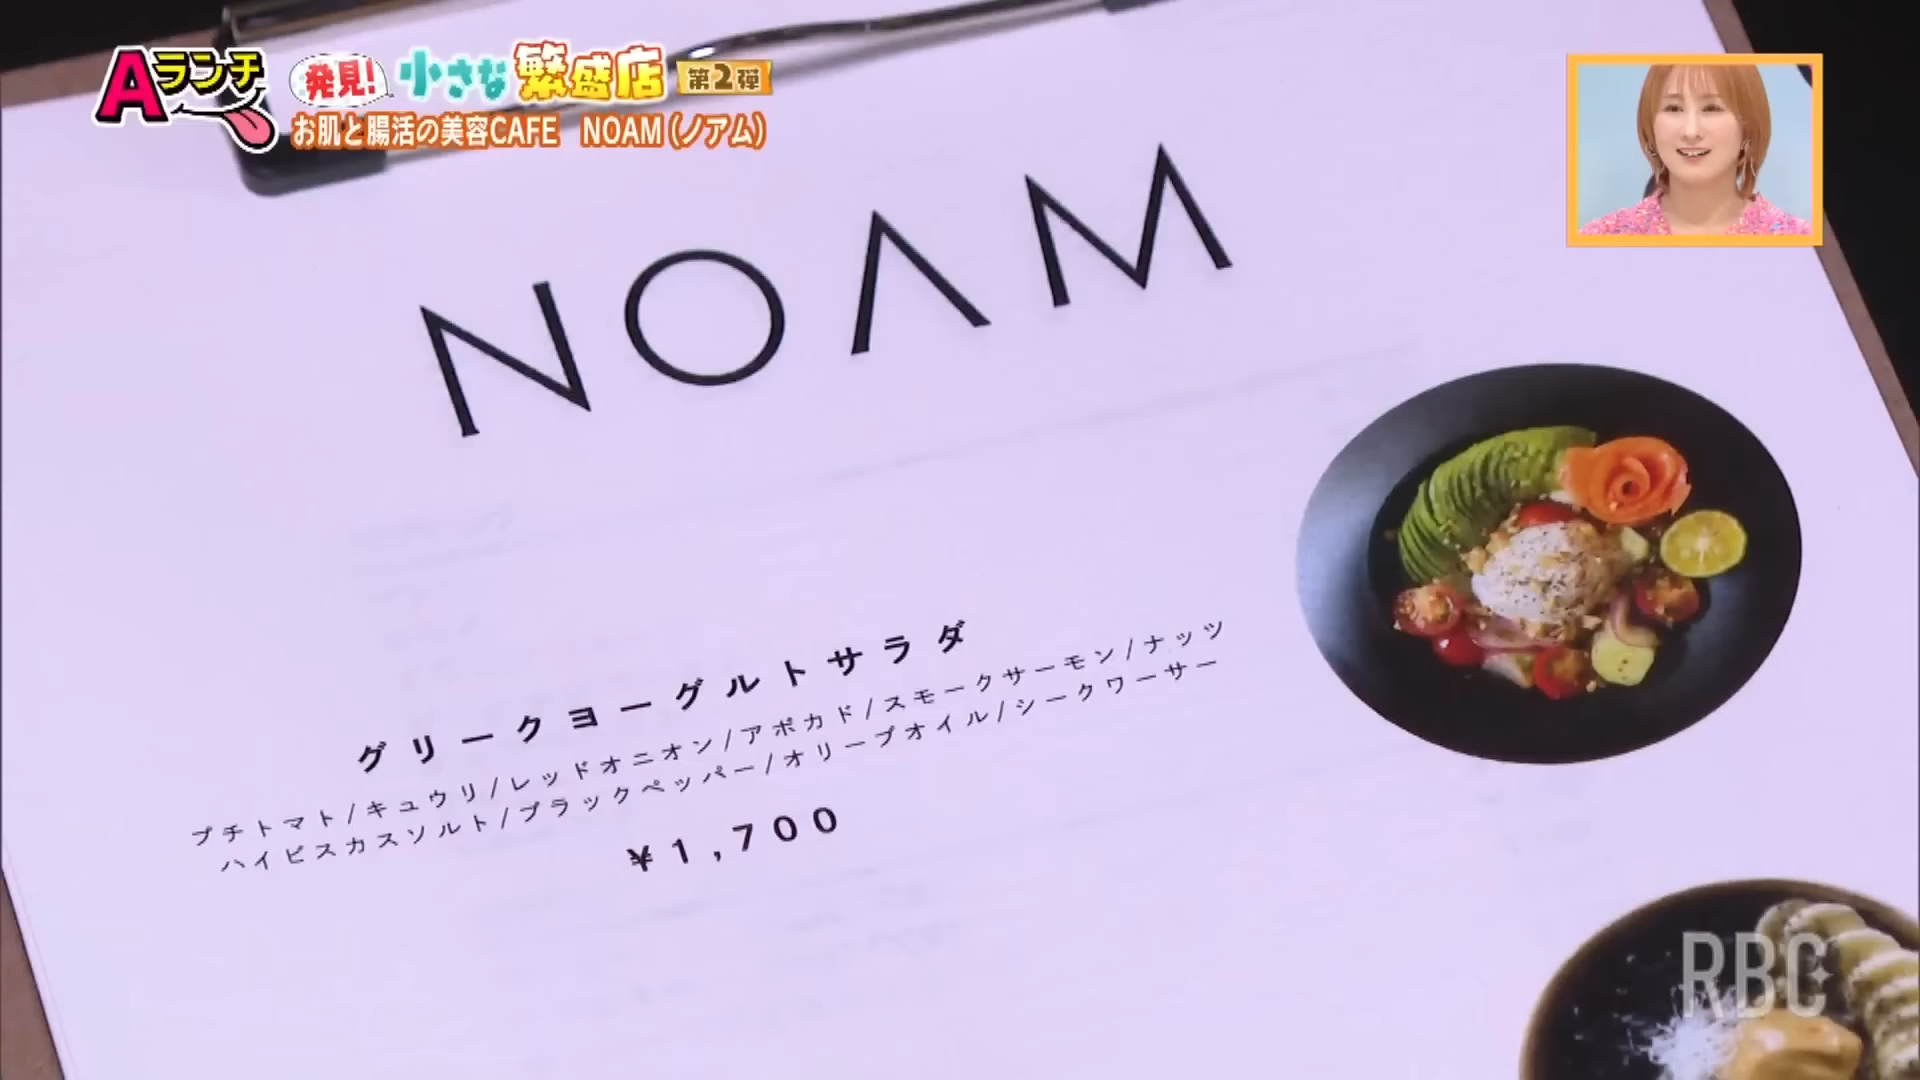 Aランチ
発見! 小さな繁盛店 第2弾
お肌と腸活の美容CAFE NOAM(ノアム)
NOAM
グリークヨーグルトサラダ
プチトマト/キュウリ/レッドオニオン/アボカド/スモークサーモン/ナッツ
ハイビスカスソルト/ブラックペッパー/オリーブオイル/シークワーサー
¥1,700
RBC